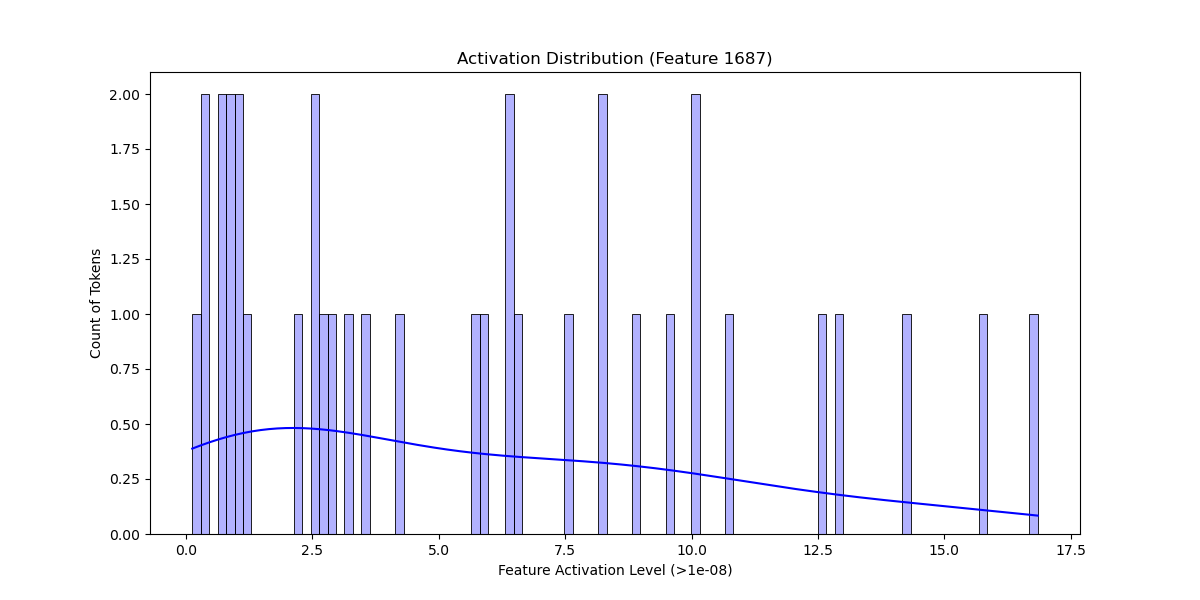 Activation Distribution (Feature 1687)
2.00
1.75
1.50
1.25
1.00
0.75
0.50
0.25
0.00
Count of Tokens
0.0 2.5 5.0 7.5 10.0 12.5 15.0 17.5
Feature Activation Level (>1e-08)